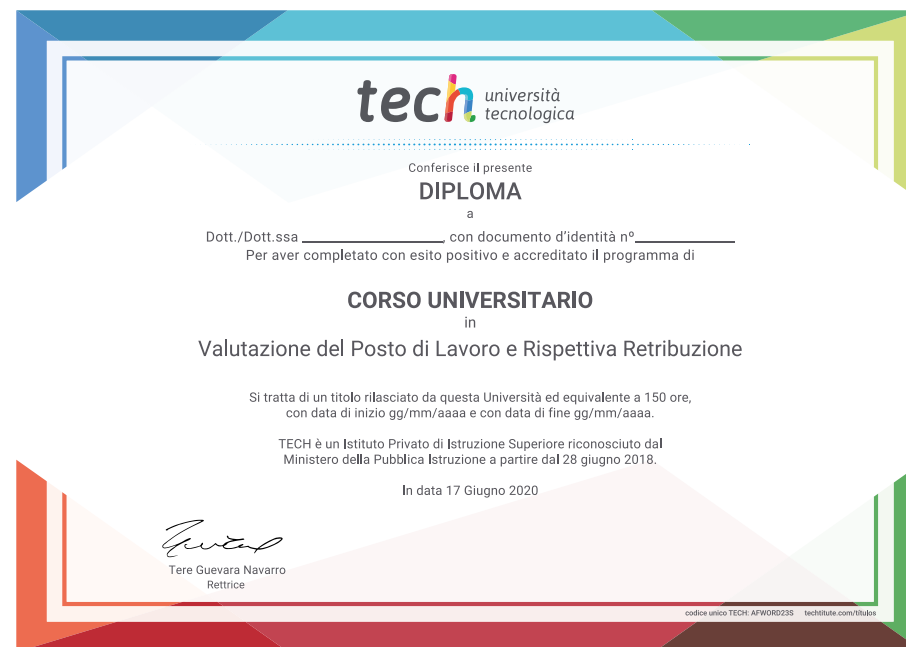 tech università
tecnologica
Conferisce il presente
DIPLOMA
a
Dott./Dott.ssa ____________, con documento d'identità nº____________
Per aver completato con esito positivo e accreditato il programma di
CORSO UNIVERSITARIO
in
Valutazione del Posto di Lavoro e Rispettiva Retribuzione
Si tratta di un titolo rilasciato da questa Università ed equivalente a 150 ore,
con data di inizio gg/mm/aaaa e con data di fine gg/mm/aaaa.
TECH è un Istituto Privato di Istruzione Superiore riconosciuto dal
Ministero della Pubblica Istruzione a partire dal 28 giugno 2018.
In data 17 Giugno 2020
Tere Guevara Navarro
Rettrice
codice unico TECH: AFWORD23S techtitute.com/titulos